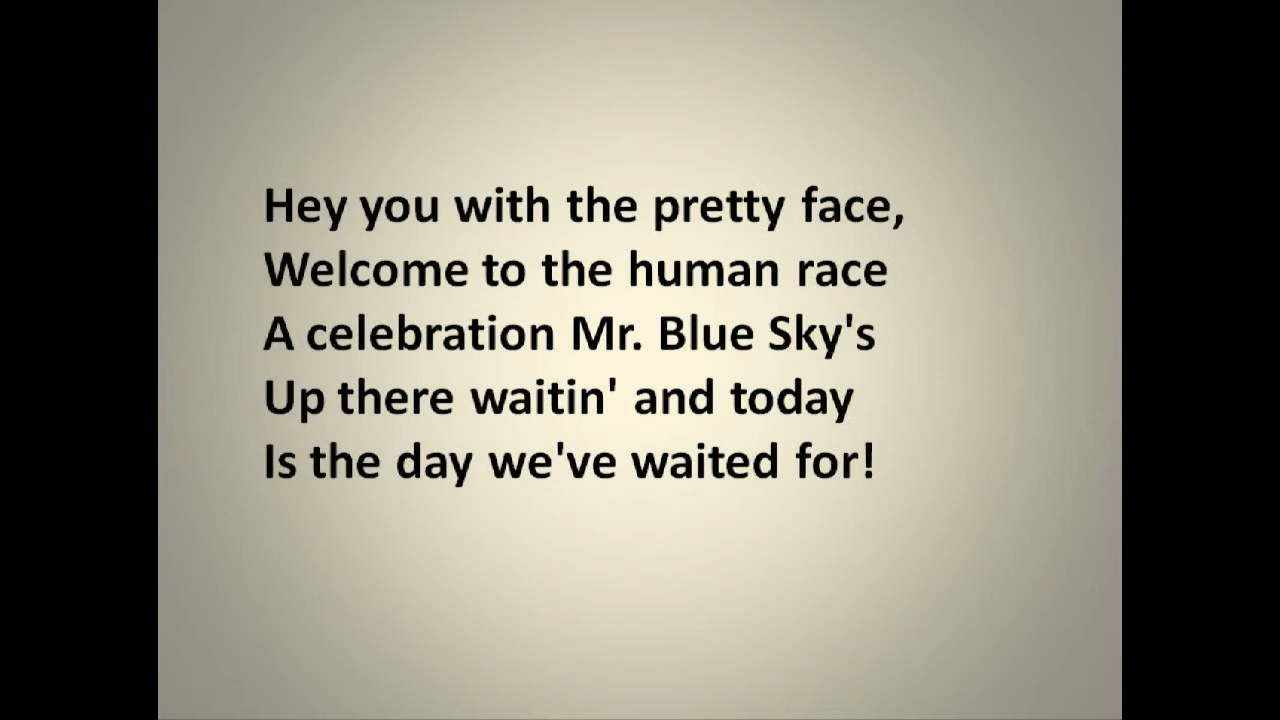 Hey you with the pretty face,
Welcome to the human race
A celebration Mr. Blue Sky's
Up there waitin' and today
Is the day we've waited for!